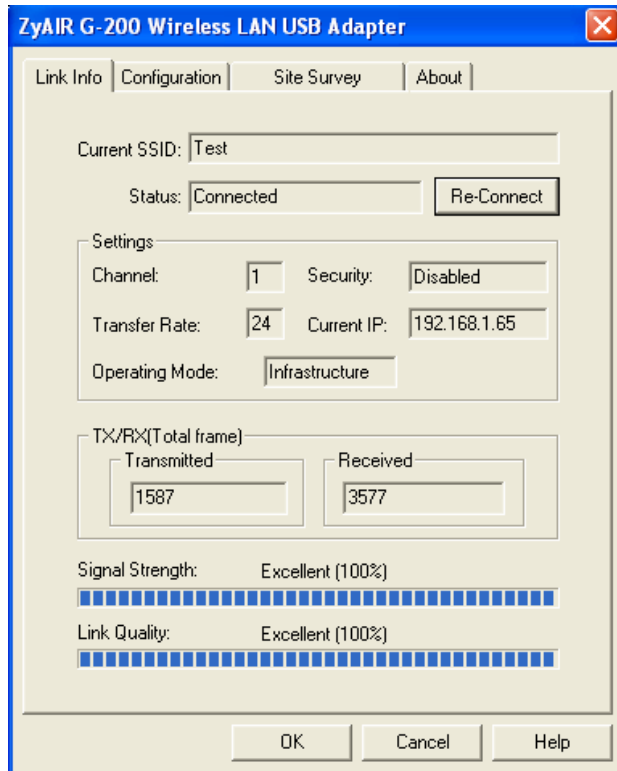 ZyAIR G-200 Wireless LAN USB Adapter
Link Info Configuration Site Survey About
Current SSID: Test
Status: Connected Re-Connect
Settings
Channel: 1 Security: Disabled
Transfer Rate: 24 Current IP: 192.168.1.65
Operating Mode: Infrastructure
TX/RX(Total frame)
Transmitted Received
1587 3577
Signal Strength: Excellent (100%)
Link Quality: Excellent (100%)
OK Cancel Help